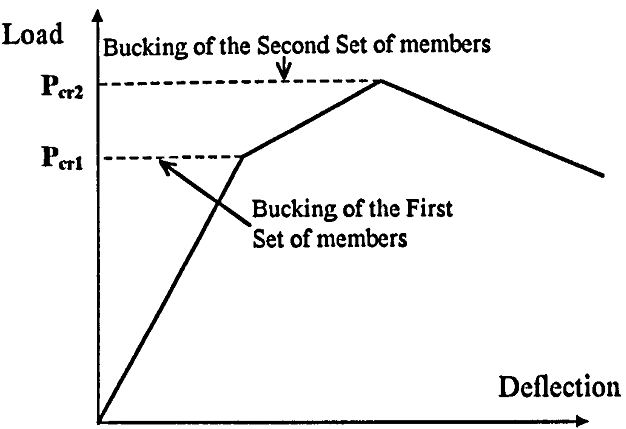 Load
Bucking of the Second Set of members
Pcr2
Pcr1
Bucking of the First
Set of members
Deflection